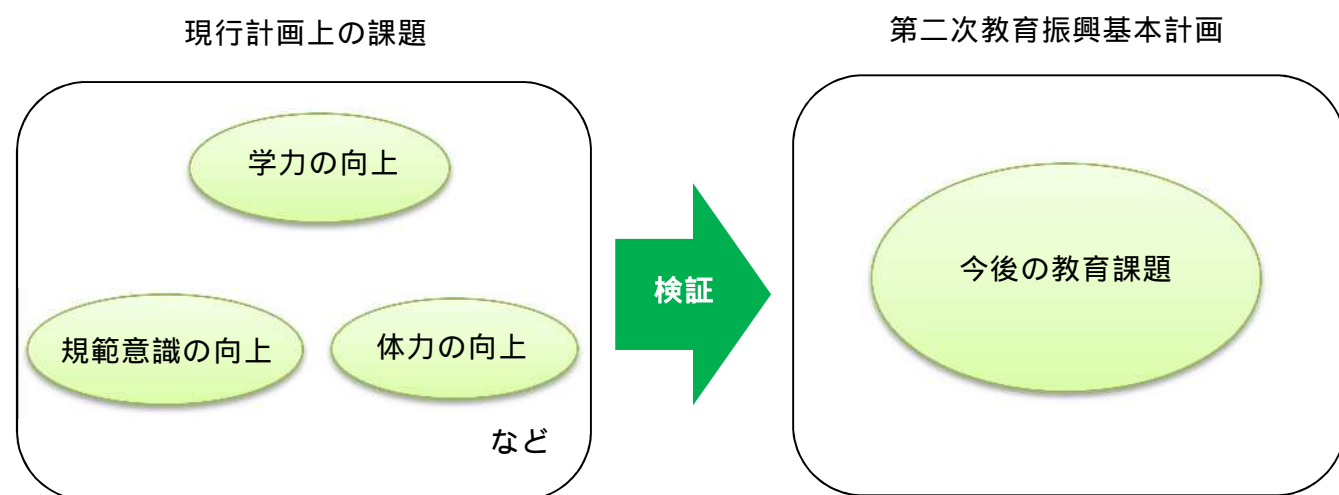 現行計画上の課題
第二次教育振興基本計画
学力の向上
規範意識の向上
体力の向上
など
検証
今後の教育課題